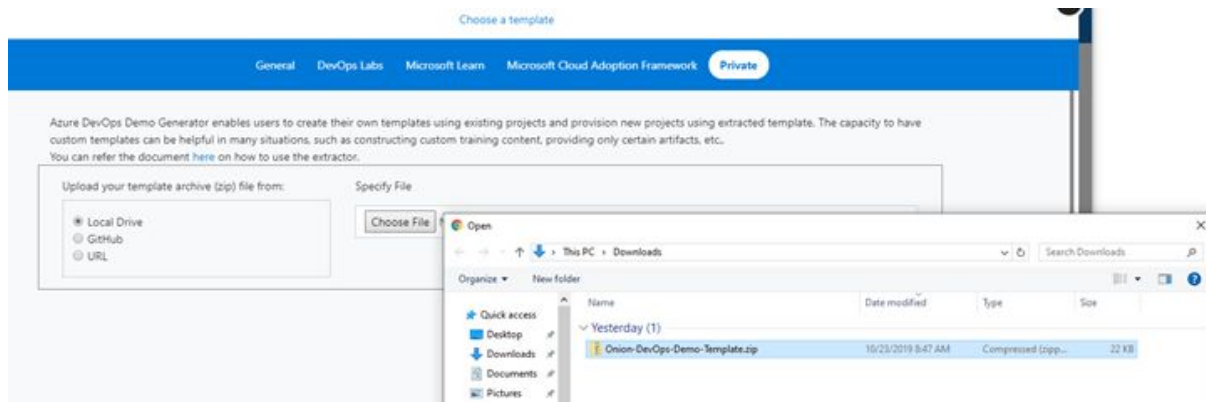 Choose a template
General DevOps Labs Microsoft Learn Microsoft Cloud Adoption Framework Private
Azure DevOps Demo Generator enables users to create their own templates using existing projects and provision new projects using extracted template. The capacity to have
custom templates can be helpful in many situations, such as constructing custom training content, providing only certain artifacts, etc..
You can refer the document here on how to use the extractor.
Upload your template archive (zip) file from: Specify File
Local Drive
GitHub
URL
Choose File
Open
This PC › Downloads Search Downloads
Organize New folder
Name Date modified Type Size
Quick access
Yesterday (1)
Desktop
Onion-DevOps-Demo-Template.zip 10/23/2019 8:47 AM Compressed (zipp... 22 KB
Downloads
Documents
Pictures